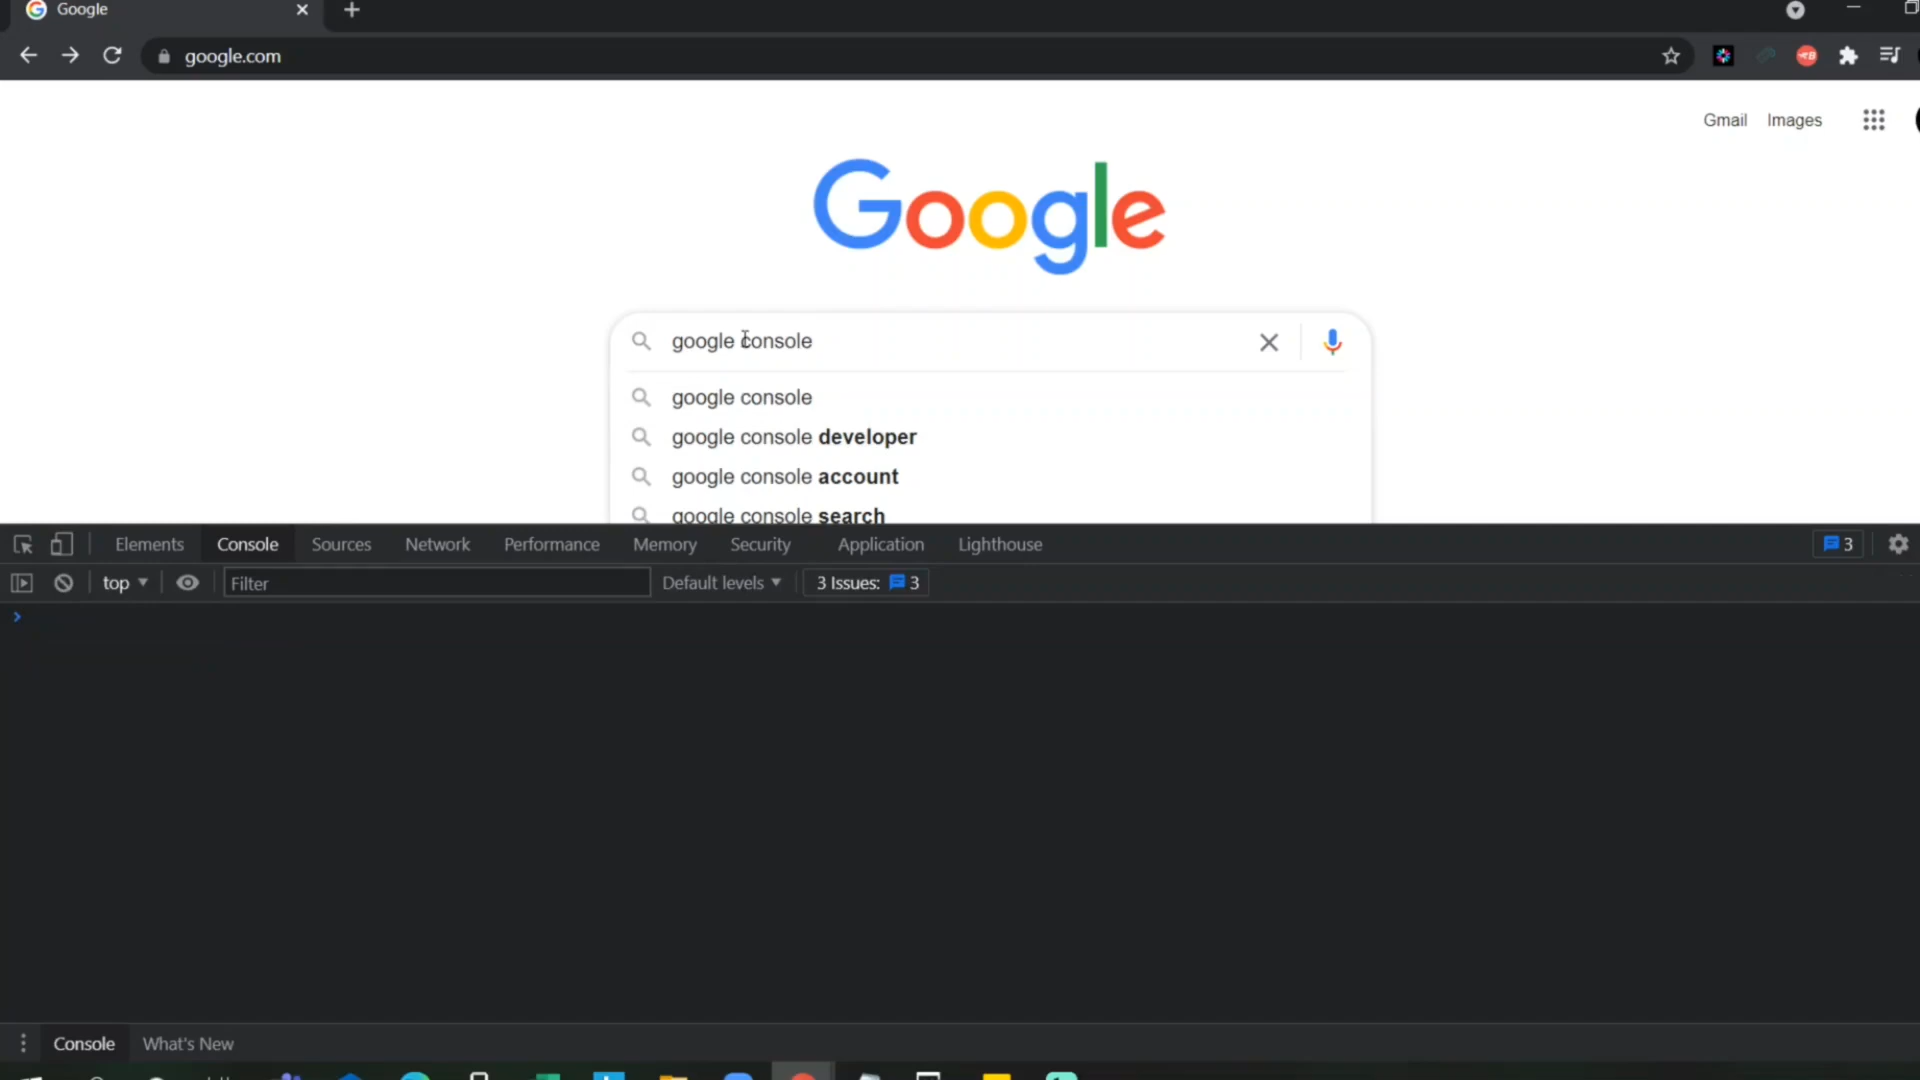 Google
google.com
Gmail Images
Google
google console
google console
google console developer
google console account
google console search
Elements Console Sources Network Performance Memory Security Application Lighthouse 3
top Filter Default levels 3 Issues: 3
Console What's New